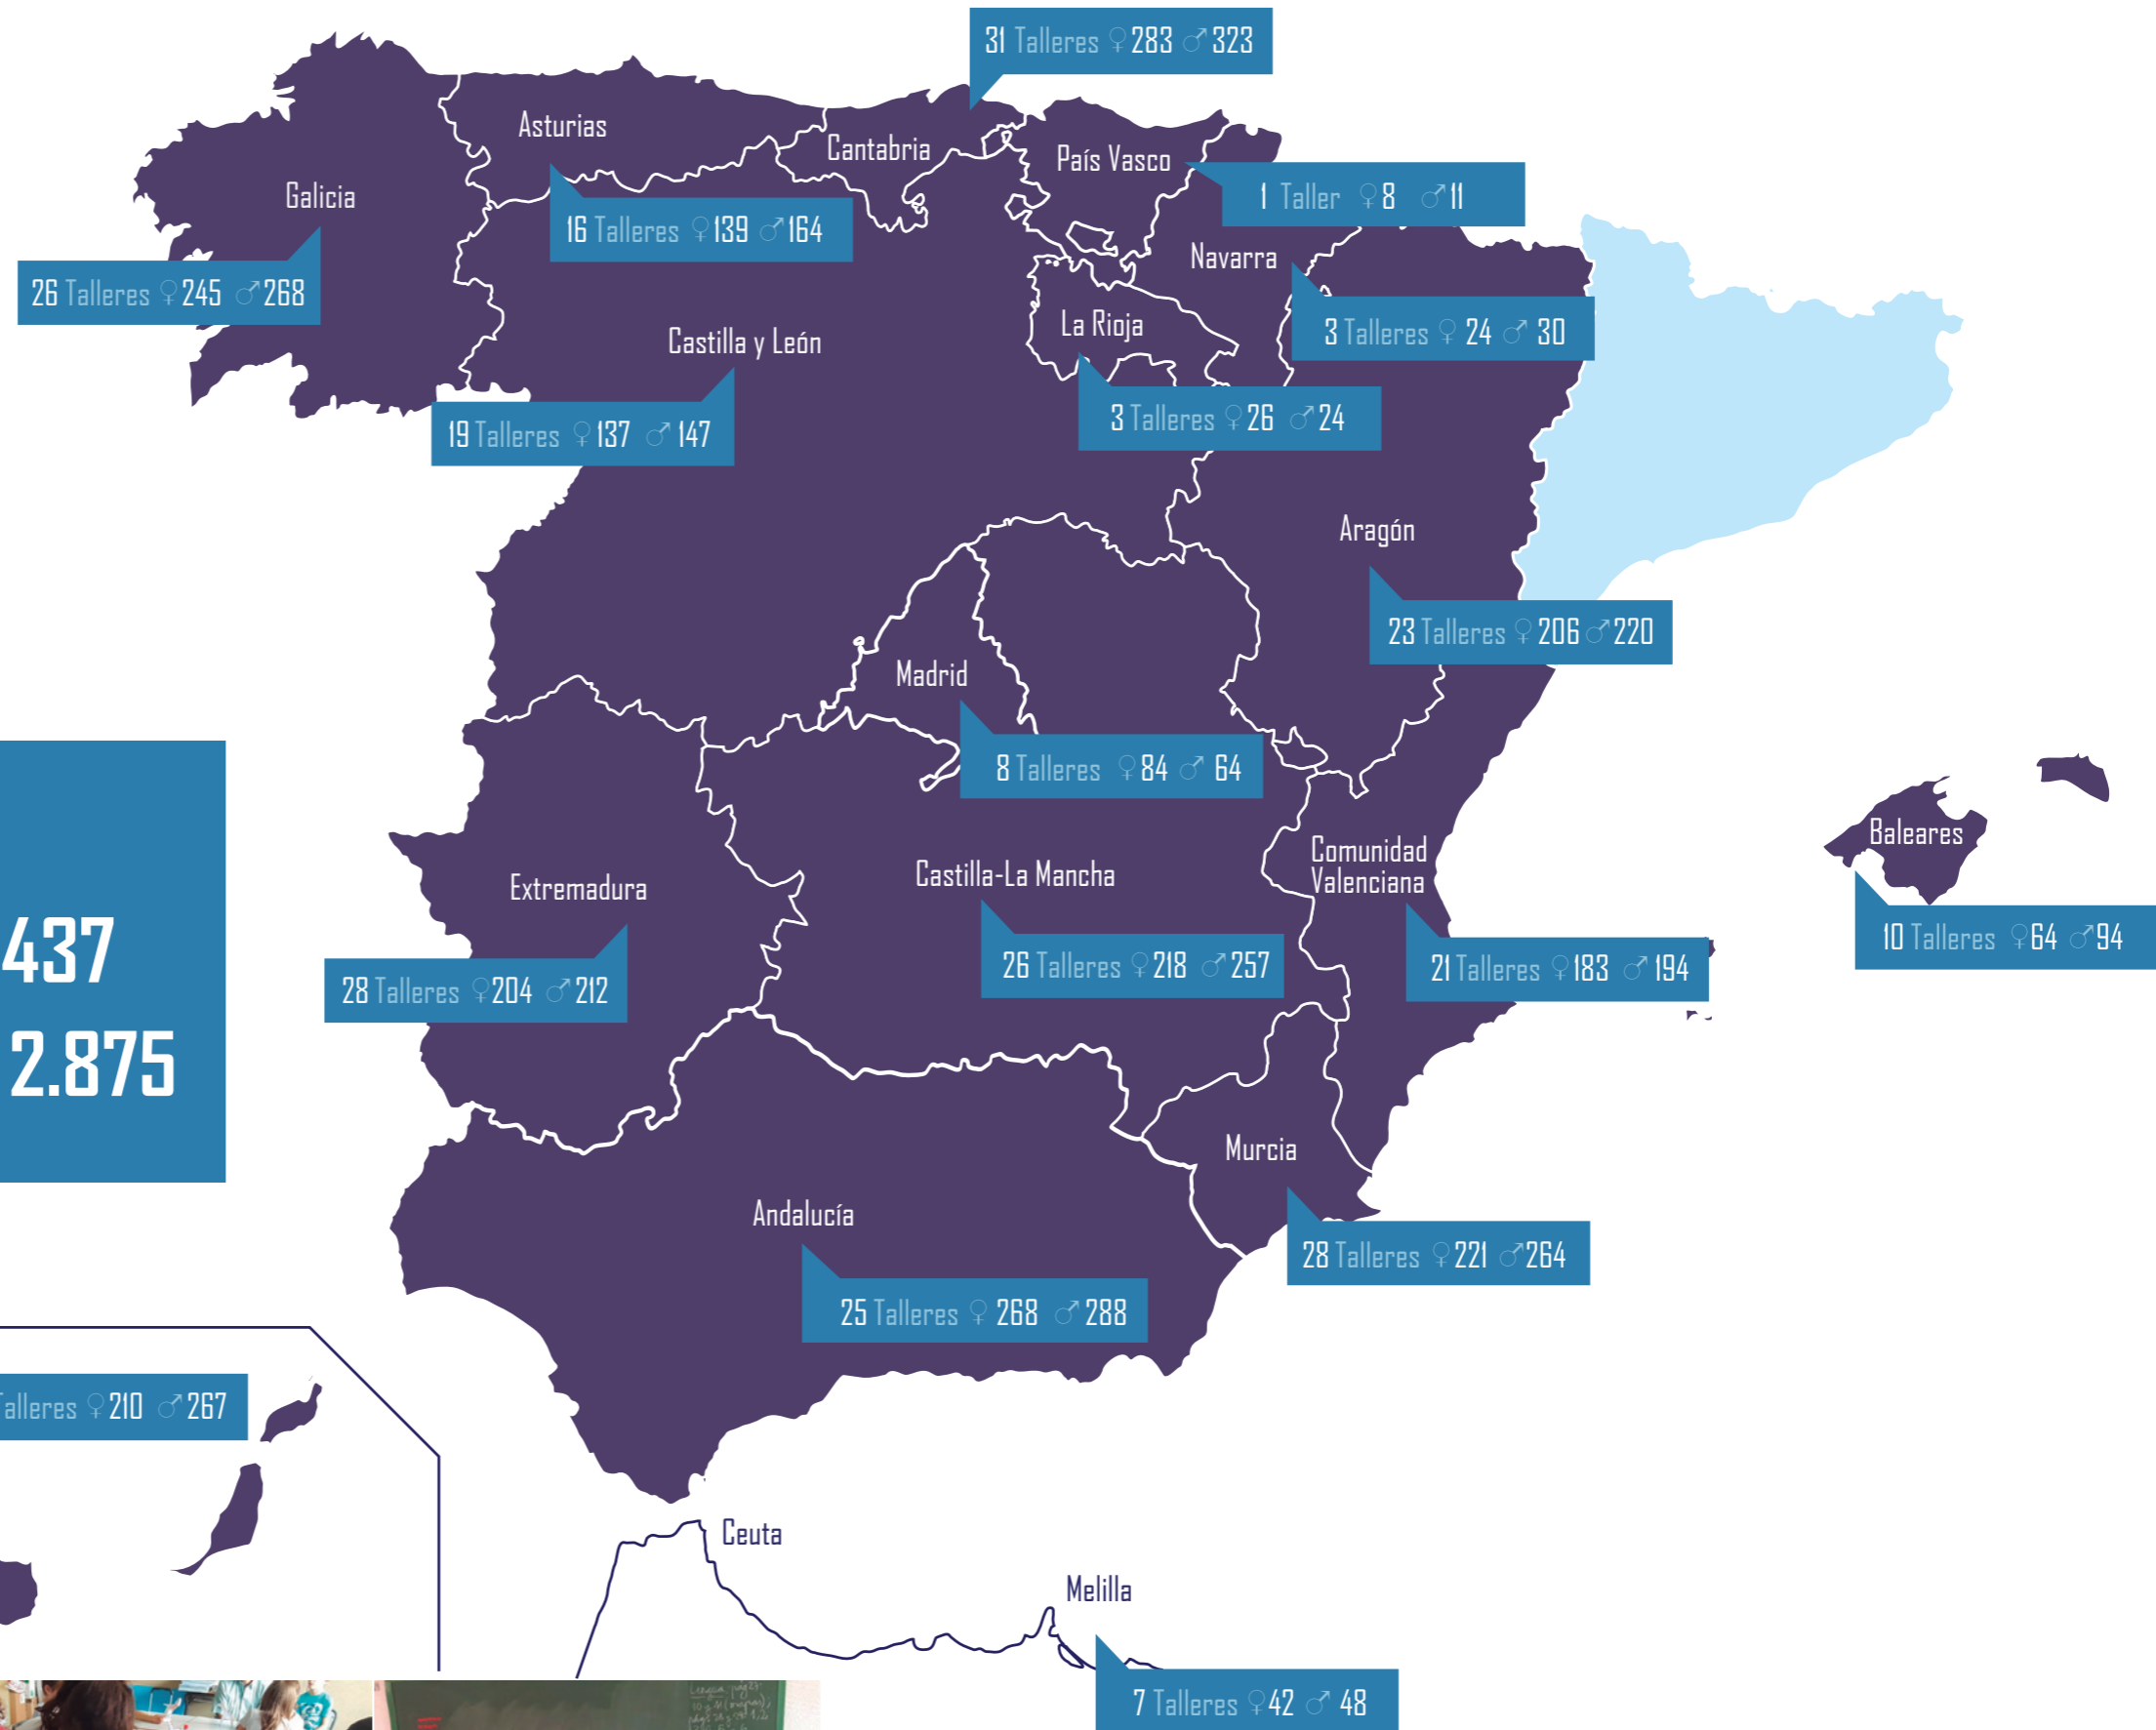 31 Talleres ♀283 ♂323
Asturias
Cantabria
País Vasco
Galicia
1 Taller ♀8 ♂11
16 Talleres ♀139 ♂164
Navarra
26 Talleres ♀245 ♂268
La Rioja
3 Talleres ♀ 24 ♂ 30
Castilla y León
3 Talleres ♀26 ♂24
19 Talleres ♀137 ♂147
Aragón
23 Talleres ♀206 ♂220
Madrid
8 Talleres ♀84 ♂ 64
Baleares
Comunidad
Valenciana
Castilla-La Mancha
Extremadura
10 Talleres ♀64 ♂94
437
26 Talleres ♀218 ♂257
21 Talleres ♀183 ♂194
28 Talleres ♀204 ♂212
2.875
Murcia
Andalucía
28 Talleres ♀221 ♂264
25 Talleres ♀ 268 ♂288
Talleres ♀210 ♂267
Ceuta
Melilla
7 Talleres ♀42 ♂ 48